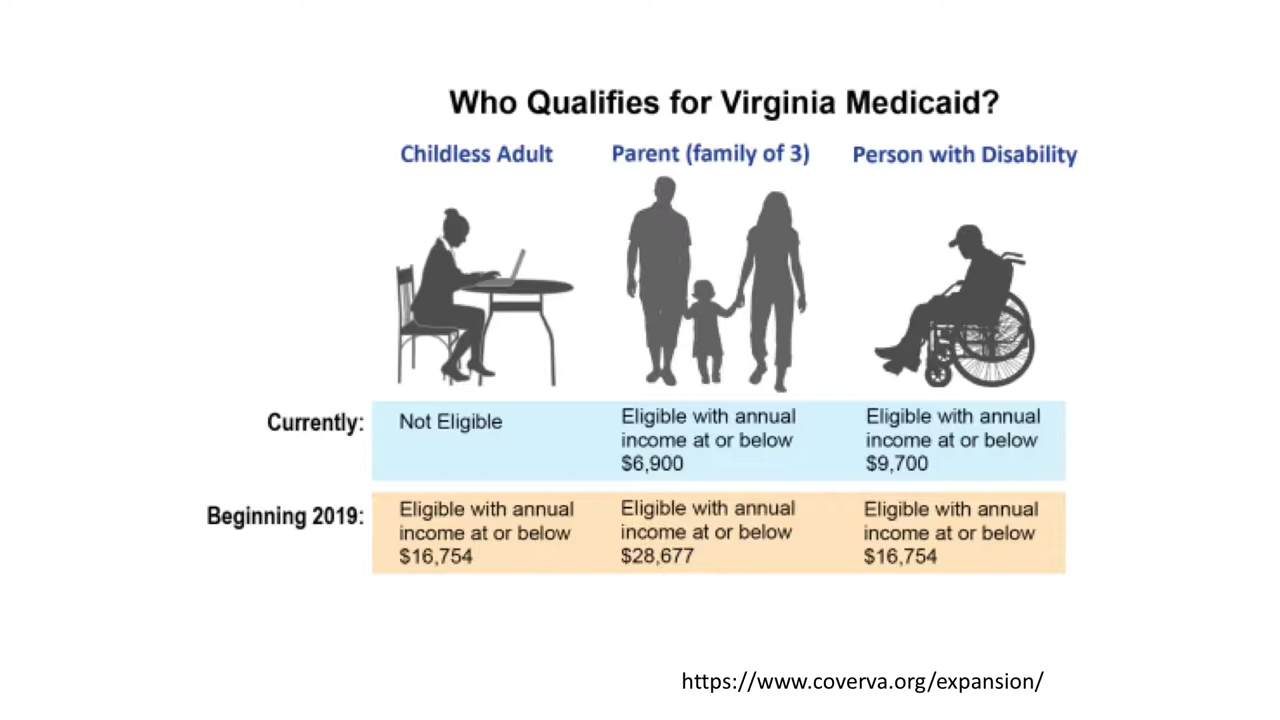 Who Qualifies for Virginia Medicaid?
Childless Adult
Parent (family of 3)
Person with Disability
Currently:
Not Eligible
Eligible with annual
income at or below
$6,900
Eligible with annual
income at or below
$9,700
Beginning 2019:
Eligible with annual
income at or below
$16,754
Eligible with annual
income at or below
$28,677
Eligible with annual
income at or below
$16,754
https://www.coverva.org/expansion/